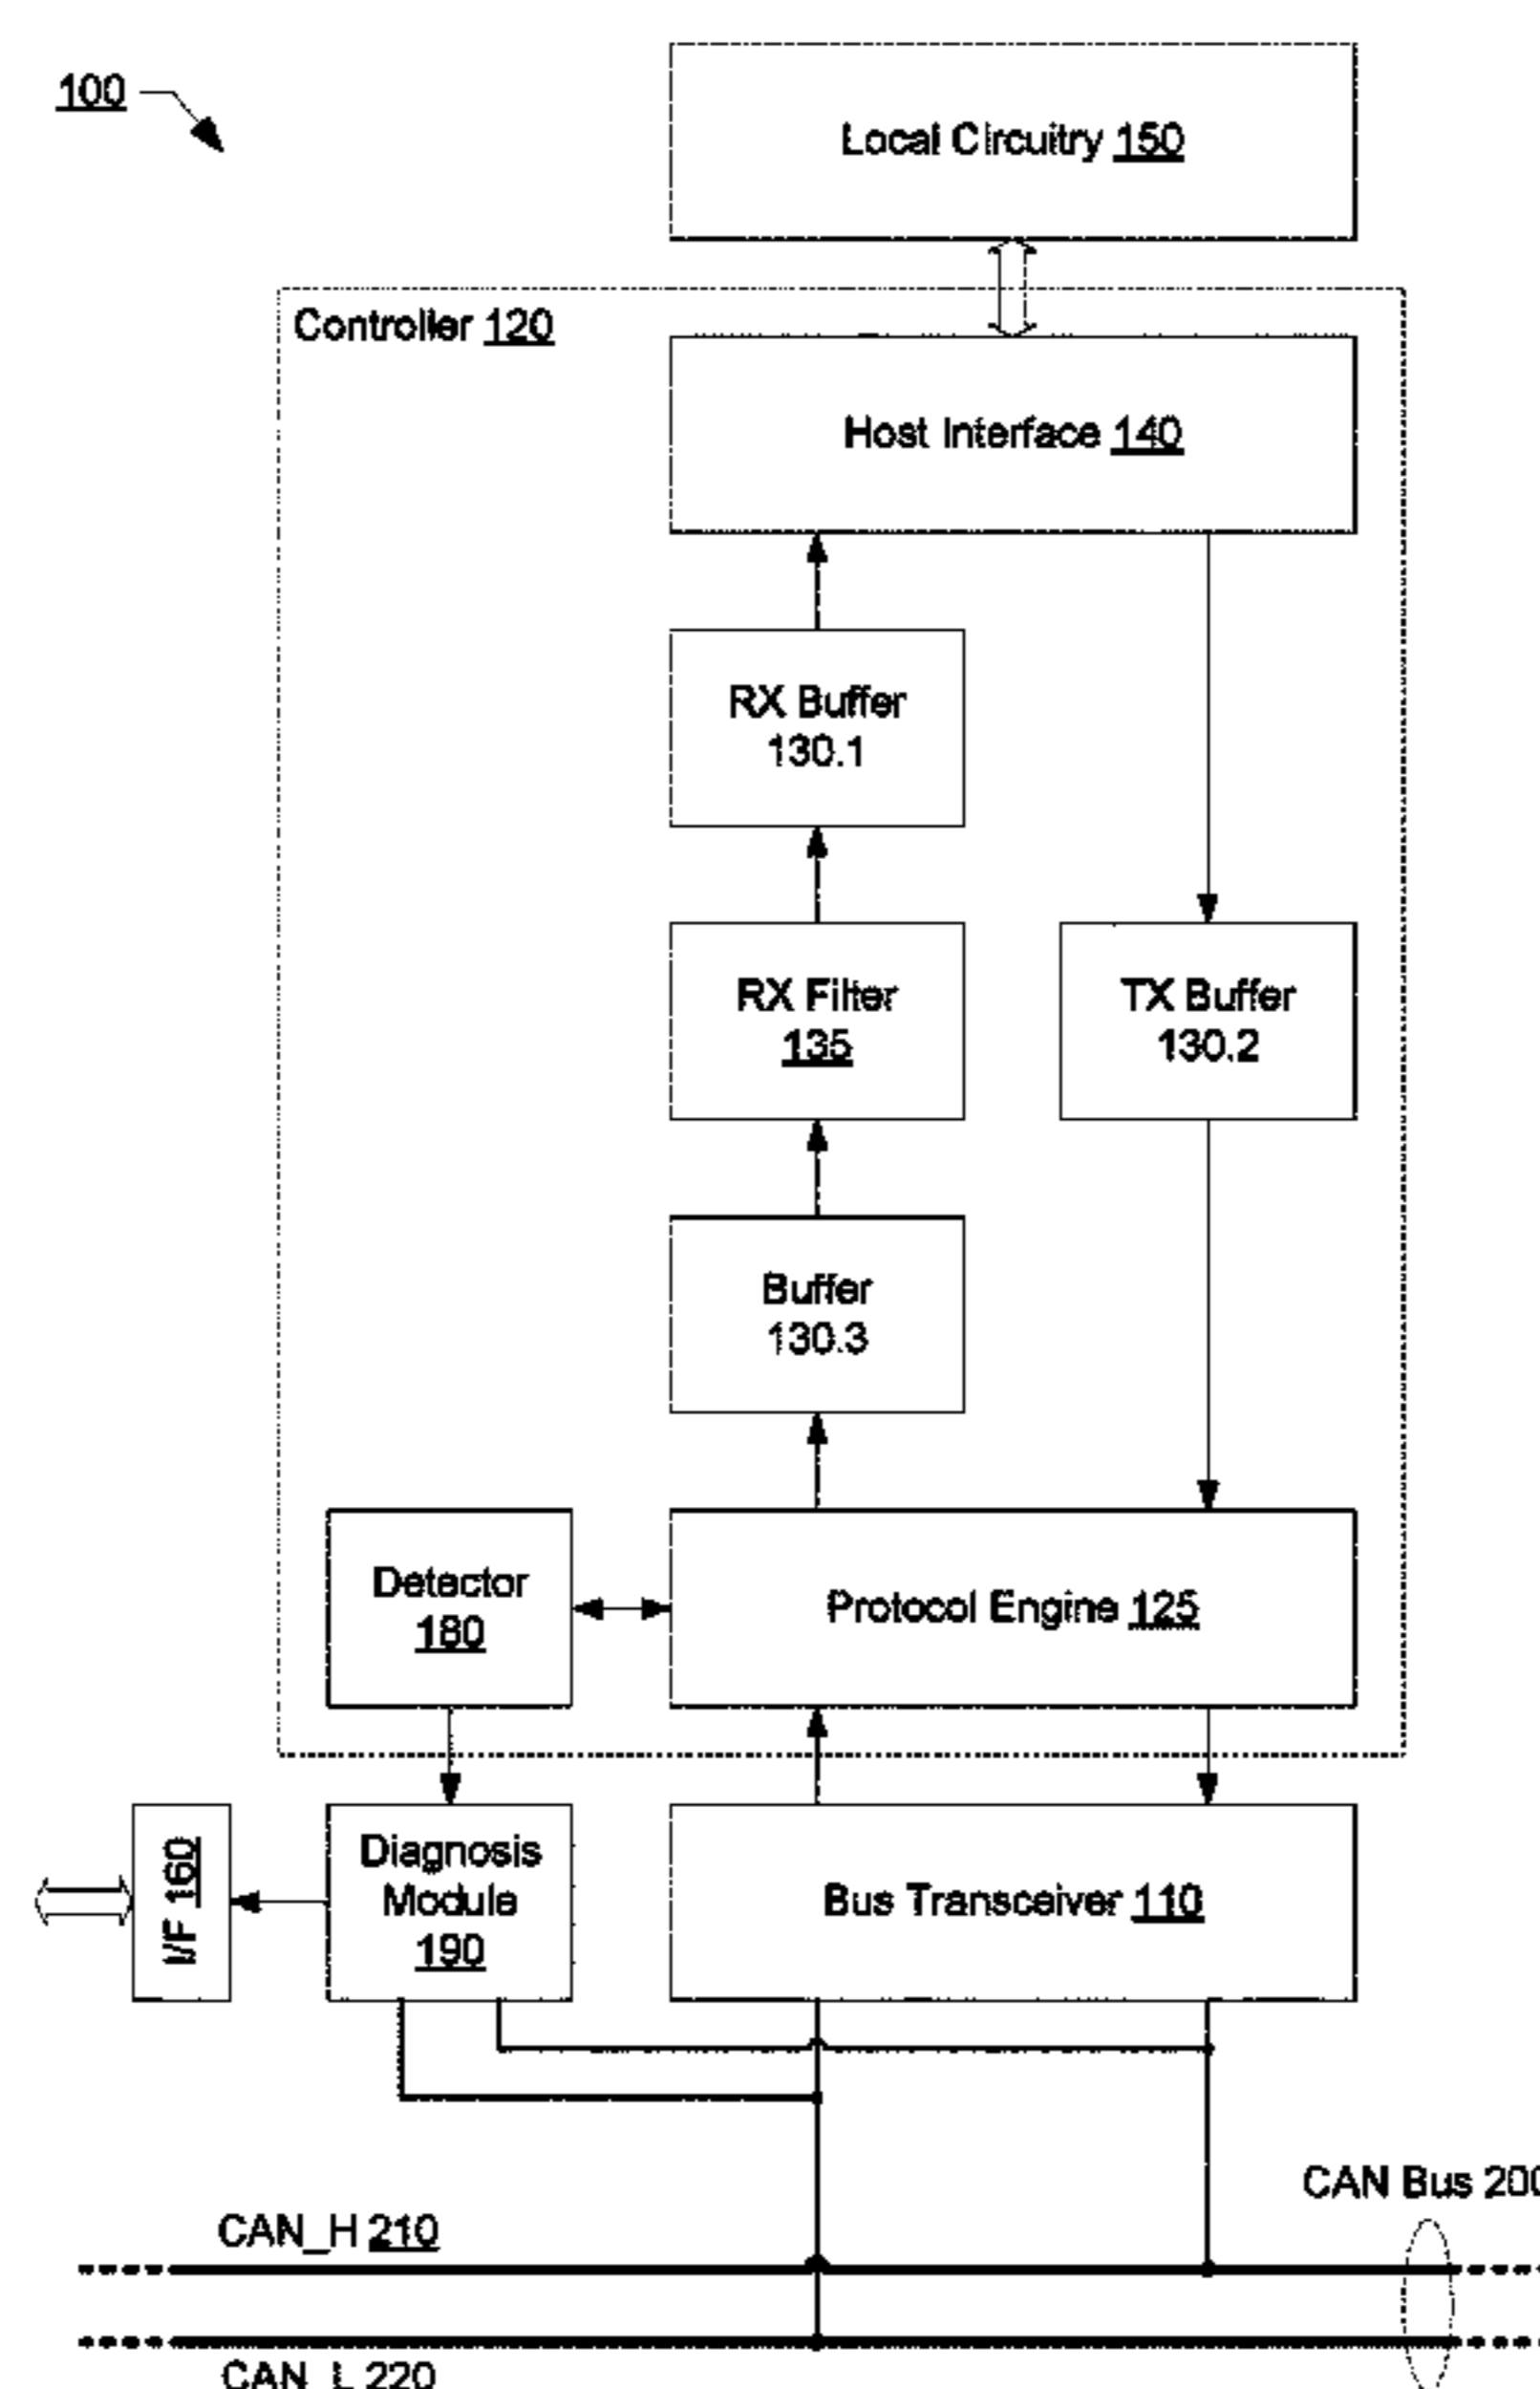 100
Local Circuitry 150
Controller 120
Host Interface 140
RX Buffer
130.1
RX Filter
135
TX Buffer
130.2
Buffer
130.3
Detector
180
Protocol Engine 125
I/F 160
Diagnosis
Module
190
Bus Transceiver 110
CAN Bus 200
CAN_H 210
CAN_L 220